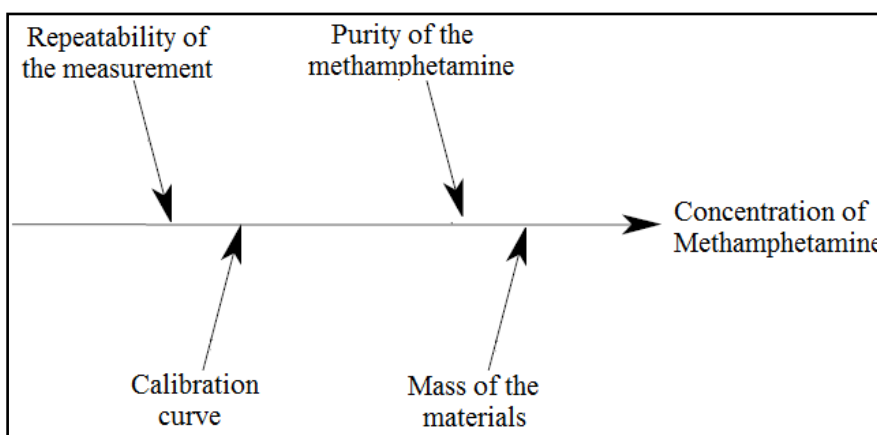 Repeatability of
the measurement
Purity of the
methamphetamine
Concentration of
Methamphetamine
Calibration
curve
Mass of the
materials